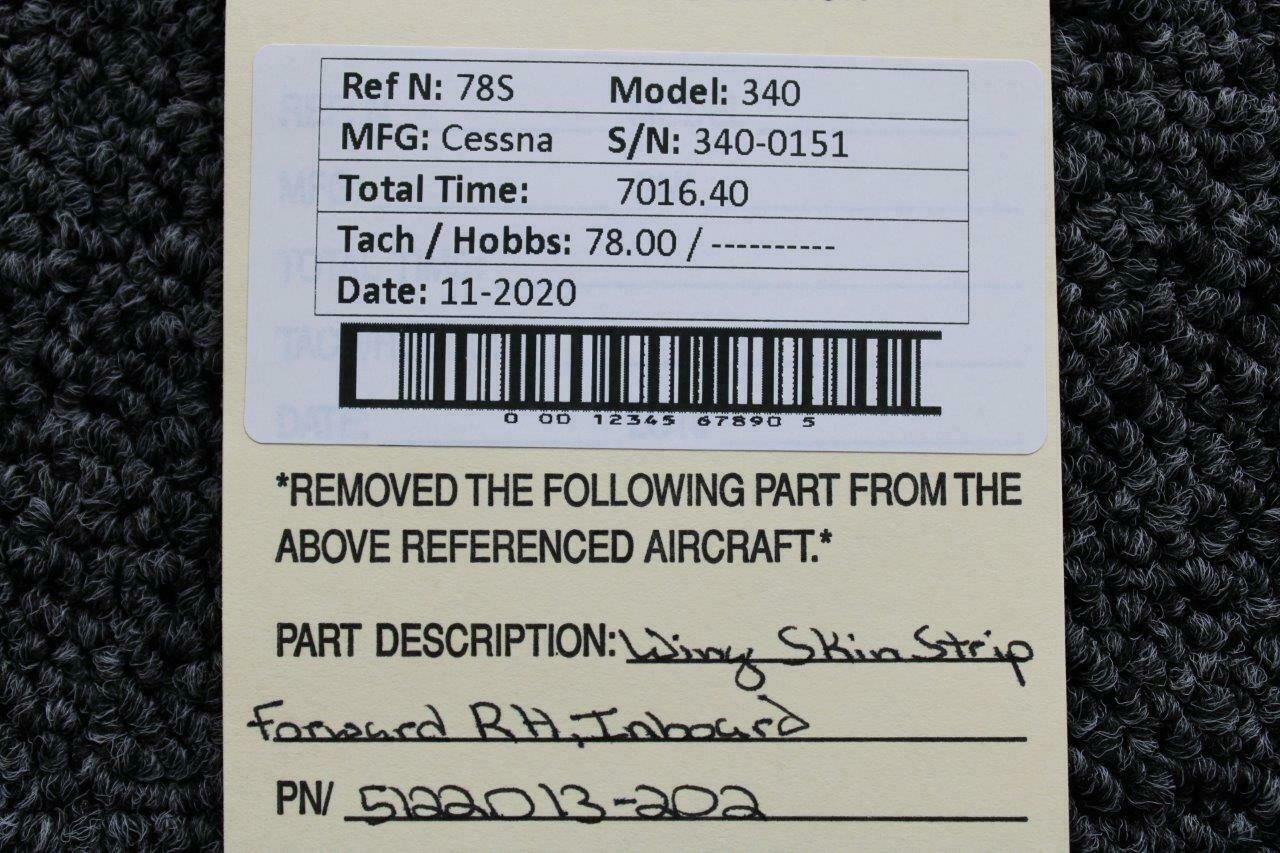 Ref N: 78S Model: 340
MFG: Cessna S/N: 340-0151
Total Time: 7016.40
Tach / Hobbs: 78.00 / ----------
Date: 11-2020
0 00 12345 67890 5
*REMOVED THE FOLLOWING PART FROM THE
ABOVE REFERENCED AIRCRAFT.*
PART DESCRIPTION: Wing Skin Strip
Forward RH, Inboard
PN/ 5122013-202